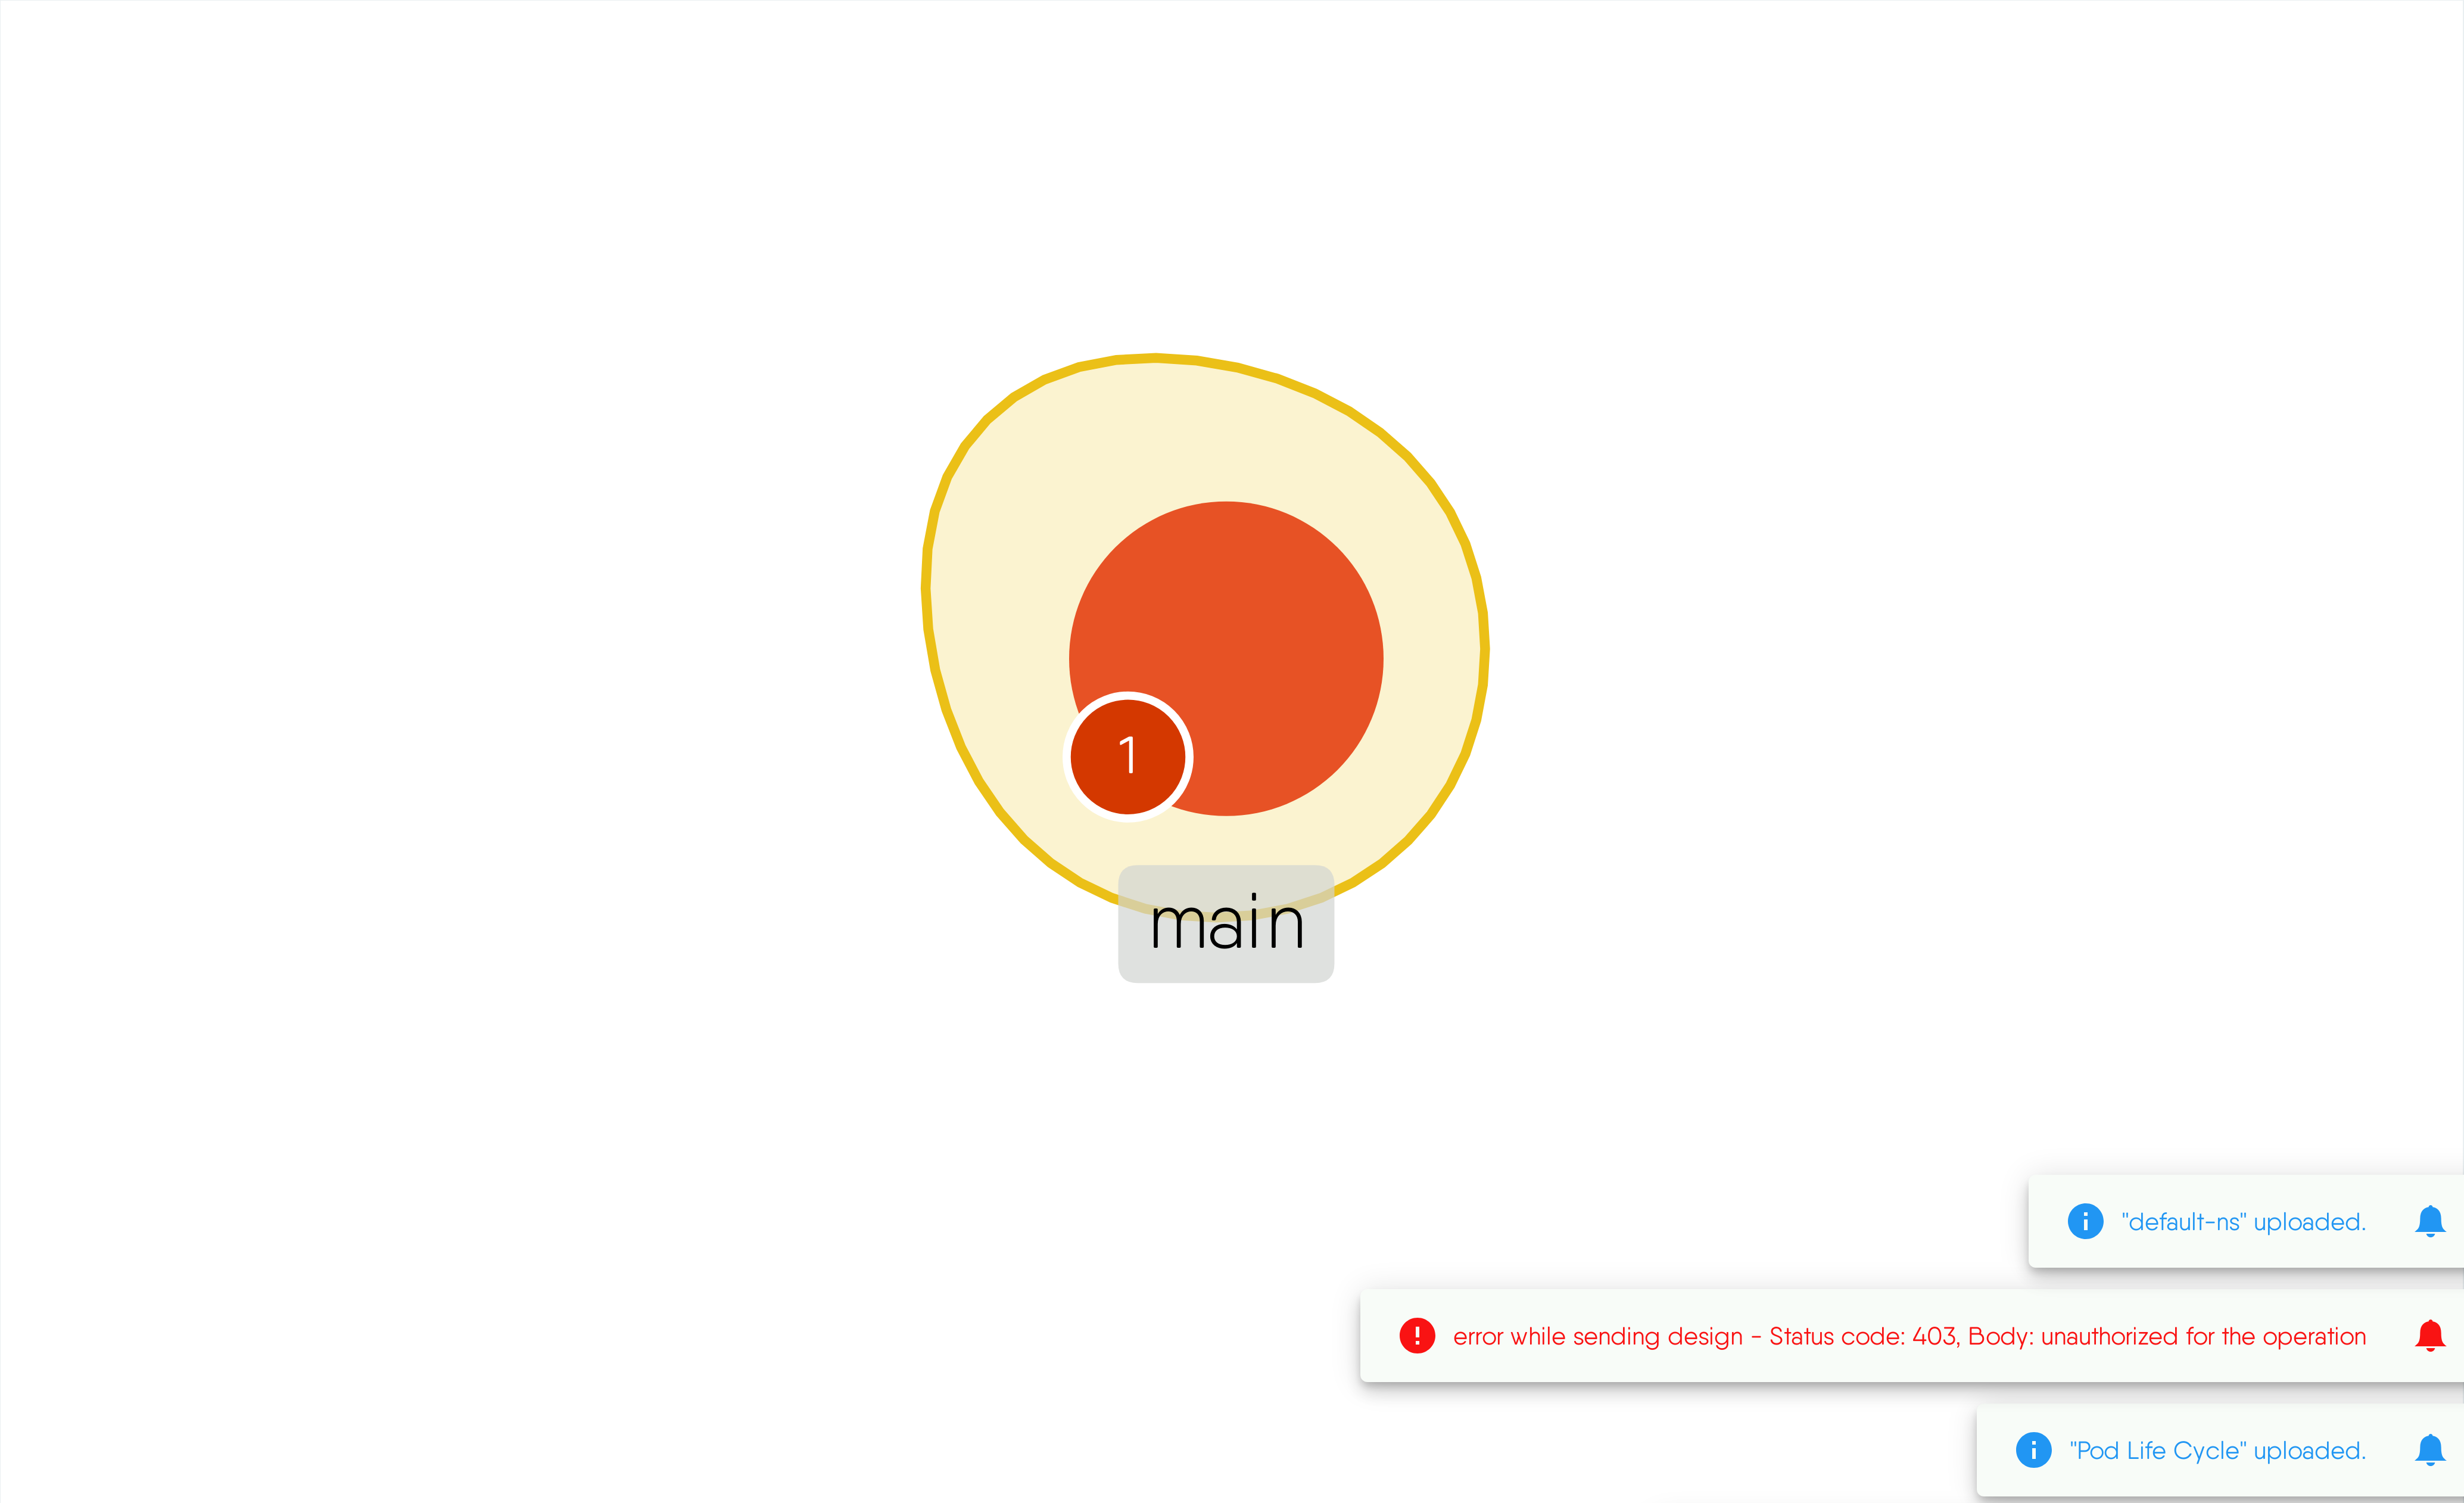 1
main
"default-ns" uploaded.
error while sending design - Status code: 403, Body: unauthorized for the operation
"Pod Life Cycle" uploaded.